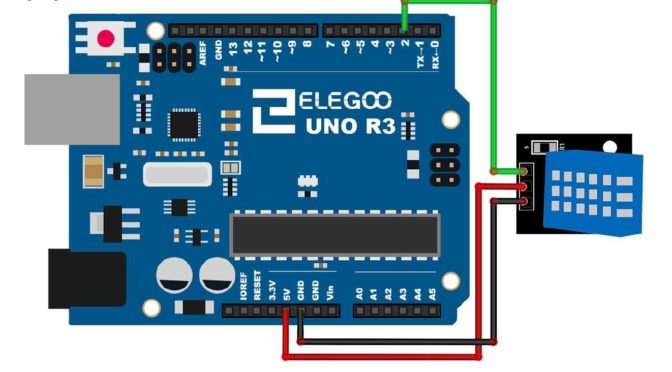 AREF
GND
13
12
~11
~10
~9
8
7
~6
~5
4
~3
2
TX→1
RX←0
ELEGOO
UNO R3
S
R1
IOREF
RESET
3.3V
5V
GND
GND
Vin
A0
A1
A2
A3
A4
A5